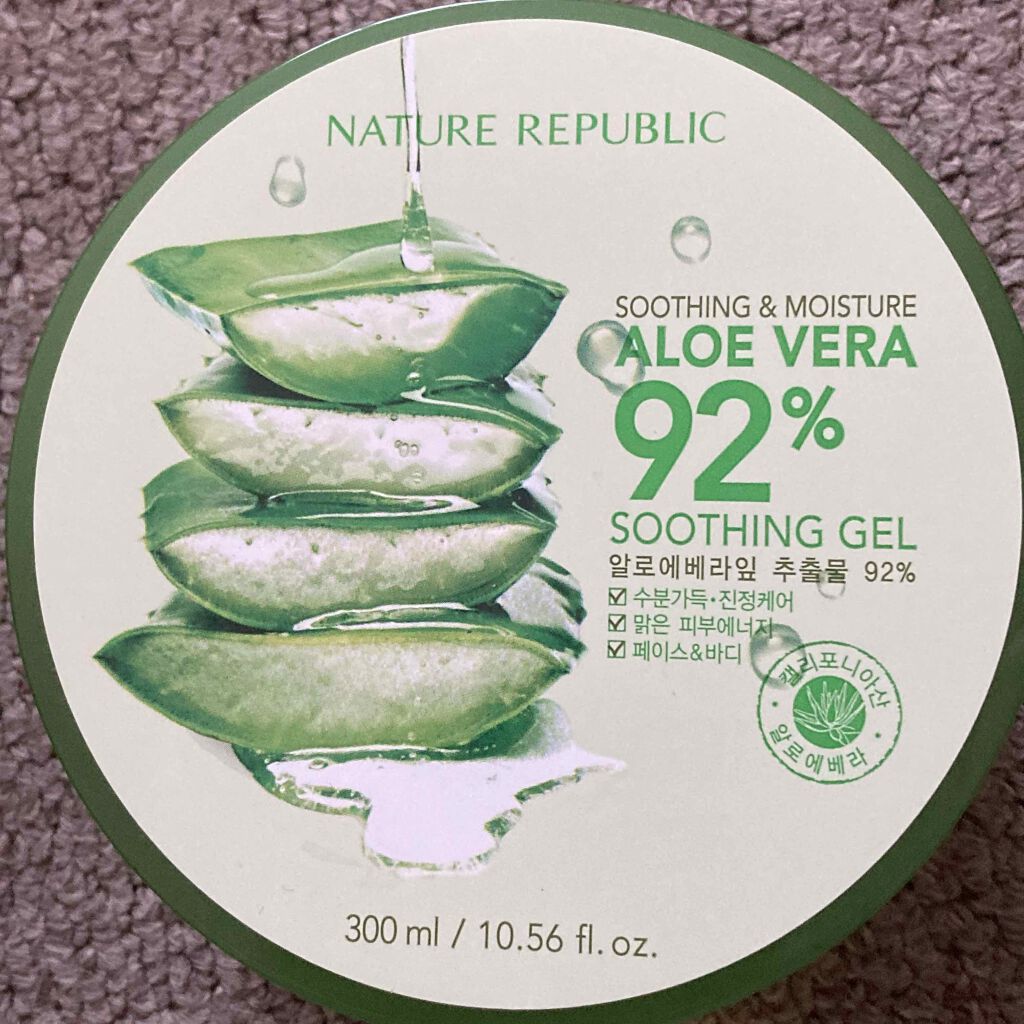 NATURE REPUBLIC
SOOTHING & MOISTURE
ALOE VERA
92%
SOOTHING GEL
알로에베라잎 추출물 92%
☑ 수분가득·진정케어
☑ 맑은 피부에너지
☑ 페이스&바디
캘리포니아산
알로에베라
300 ml / 10.56 fl. oz.